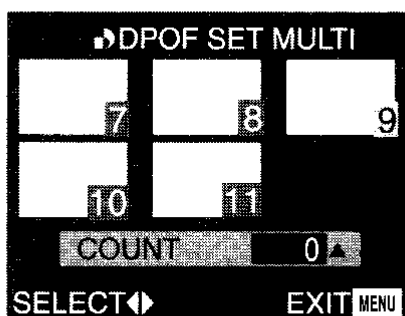 DPOF SET MULTI
7 8 9
10 11
COUNT 0▲
SELECT◀▶ EXIT MENU